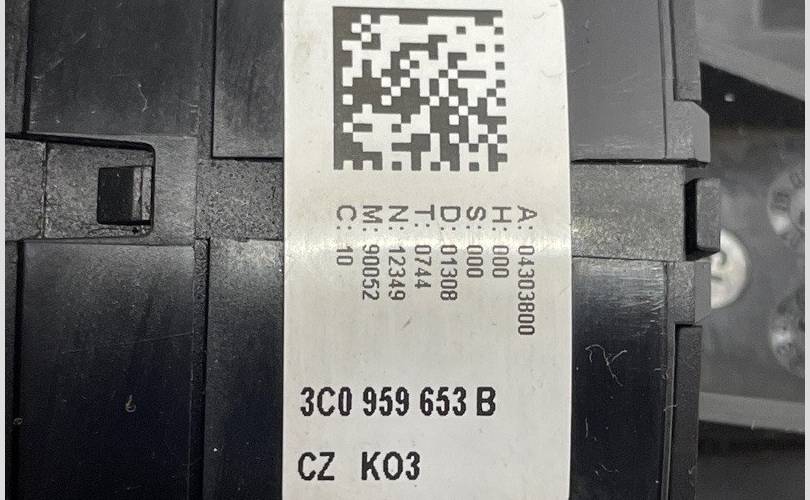 A: 04303800
H: 000
S: 000
D: 01308
T: 0744
N: 12349
M: 90052
C: 10
3C0 959 653 B
CZ KO3